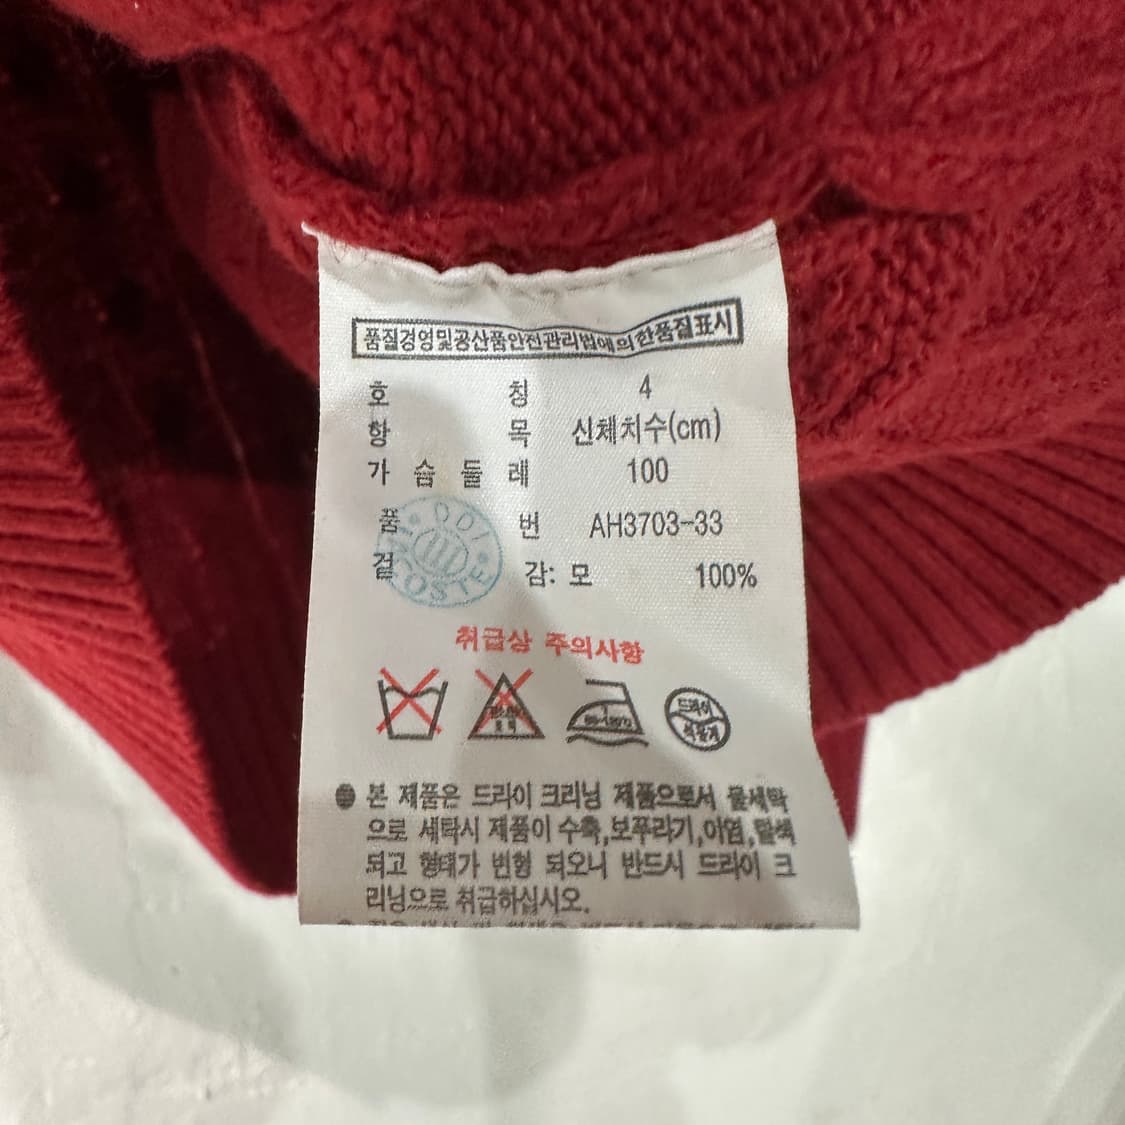 품질경영및공산품안전관리법에의한품질표시
호 칭 4
항 목 신체치수(cm)
가 슴 둘 레 100
품 번 AH3703-33
겉 감: 모 100%
DDI
COSTE
취급상 주의사항
드라이
석유계
● 본 제품은 드라이 크리닝 제품으로서 물세탁
으로 세탁시 제품이 수축,보푸라기,이염,탈색
되고 형태가 변형 되오니 반드시 드라이 크
리닝으로 취급하십시오.